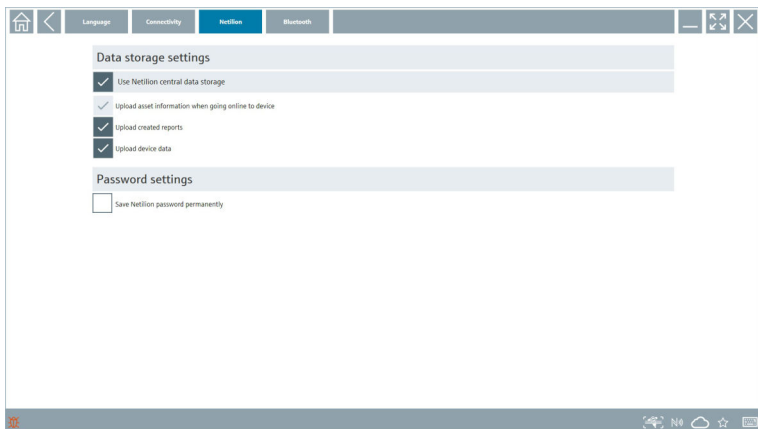 Language
Connectivity
Netilion
Bluetooth
Data storage settings
Use Netilion central data storage
Upload asset information when going online to device
Upload created reports
Upload device data
Password settings
Save Netilion password permanently